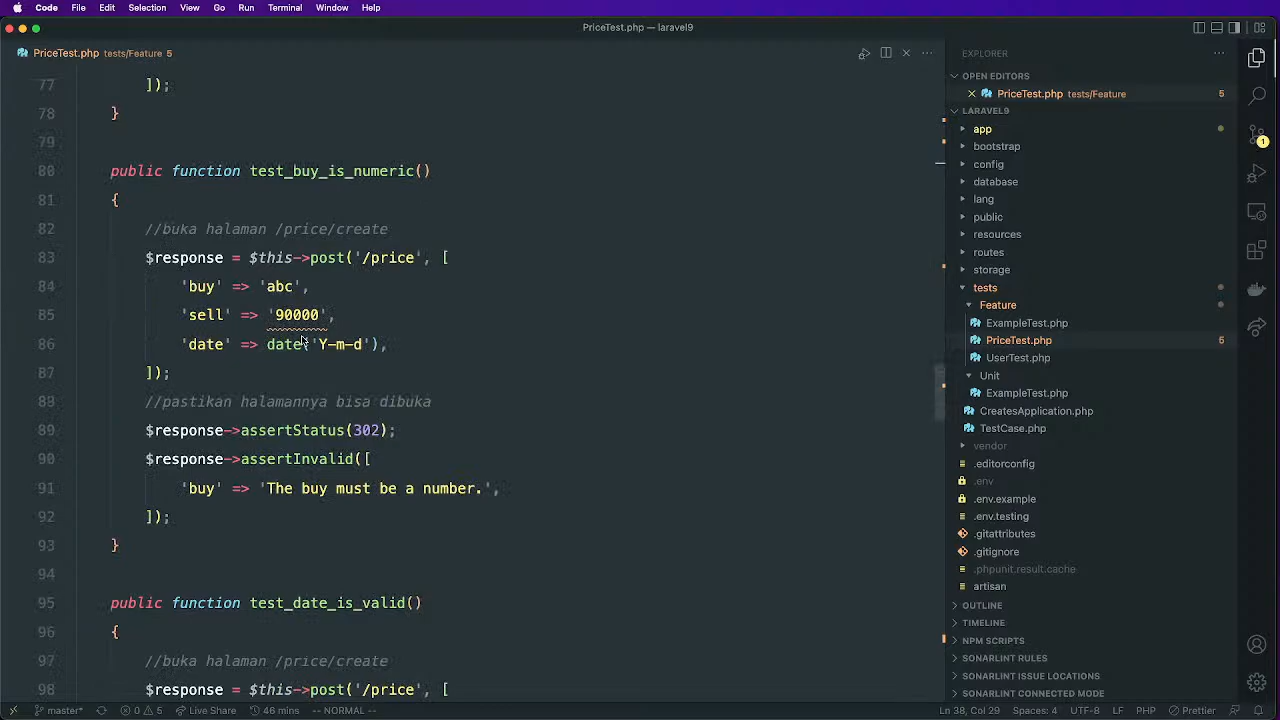 Code File Edit Selection View Go Run Terminal Window Help
PriceTest.php — laravel9
PriceTest.php tests/Feature 5
77 ]);
78 }
79
80 public function test_buy_is_numeric()
81 {
82 //buka halaman /price/create
83 $response = $this->post('/price', [
84 'buy' => 'abc',
85 'sell' => '90000',
86 'date' => date('Y-m-d'),
87 ]);
88 //pastikan halamannya bisa dibuka
89 $response->assertStatus(302);
90 $response->assertInvalid([
91 'buy' => 'The buy must be a number.',
92 ]);
93 }
94
95 public function test_date_is_valid()
96 {
97 //buka halaman /price/create
98 $response = $this->post('/price', [
EXPLORER
OPEN EDITORS
PriceTest.php tests/Feature 5
LARAVEL9
app
bootstrap
config
database
lang
public
resources
routes
storage
tests
Feature
ExampleTest.php
PriceTest.php 5
UserTest.php
Unit
ExampleTest.php
CreatesApplication.php
TestCase.php
vendor
.editorconfig
.env
.env.example
.env.testing
.gitattributes
.gitignore
.phpunit.result.cache
artisan
OUTLINE
TIMELINE
NPM SCRIPTS
SONARLINT RULES
SONARLINT ISSUE LOCATIONS
SONARLINT CONNECTED MODE
1
master* 0 5 Live Share 46 mins -- NORMAL -- Ln 38, Col 29 Spaces: 4 UTF-8 LF PHP Prettier